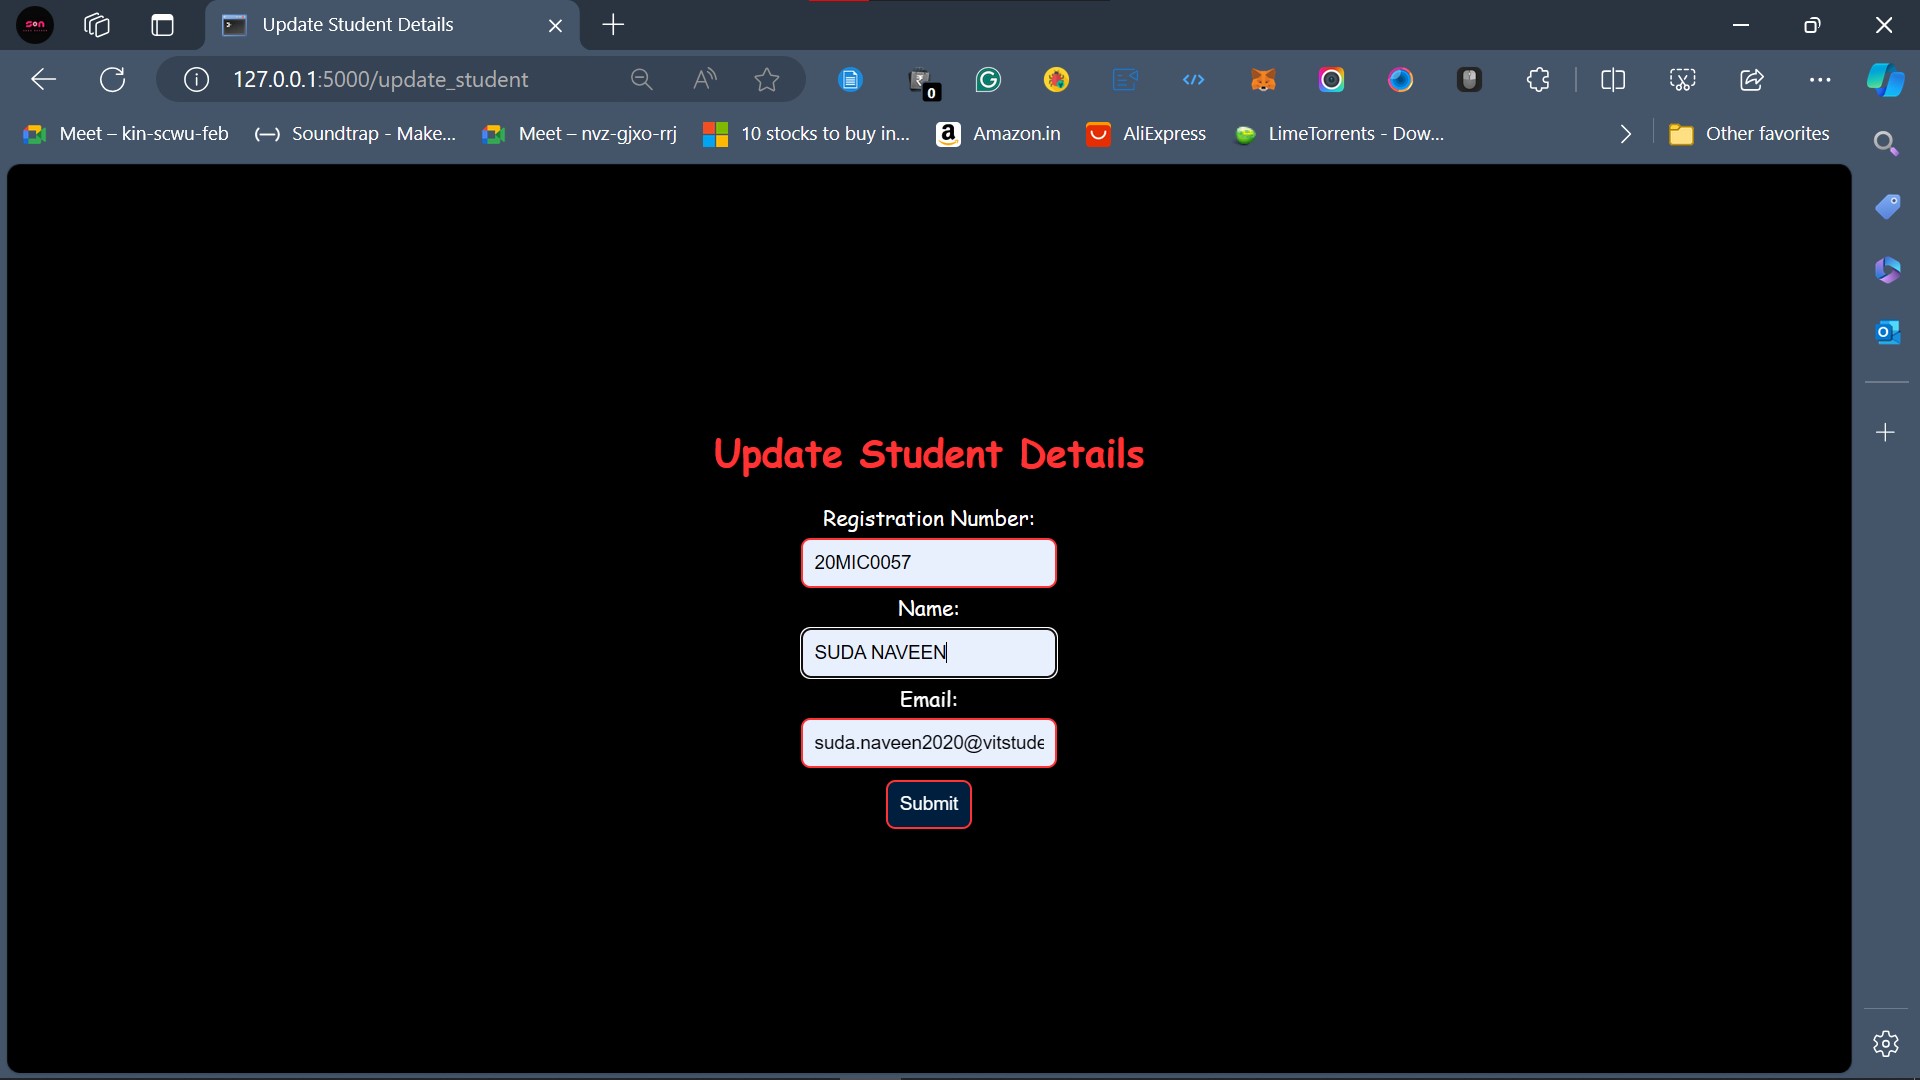 son
Update Student Details
127.0.0.1:5000/update_student
0
Meet – kin-scwu-feb
Soundtrap - Make...
Meet – nvz-gjxo-rrj
10 stocks to buy in...
Amazon.in
AliExpress
LimeTorrents - Dow...
Other favorites
Update Student Details
Registration Number:
20MIC0057
Name:
SUDA NAVEEN
Email:
suda.naveen2020@vitstude
Submit